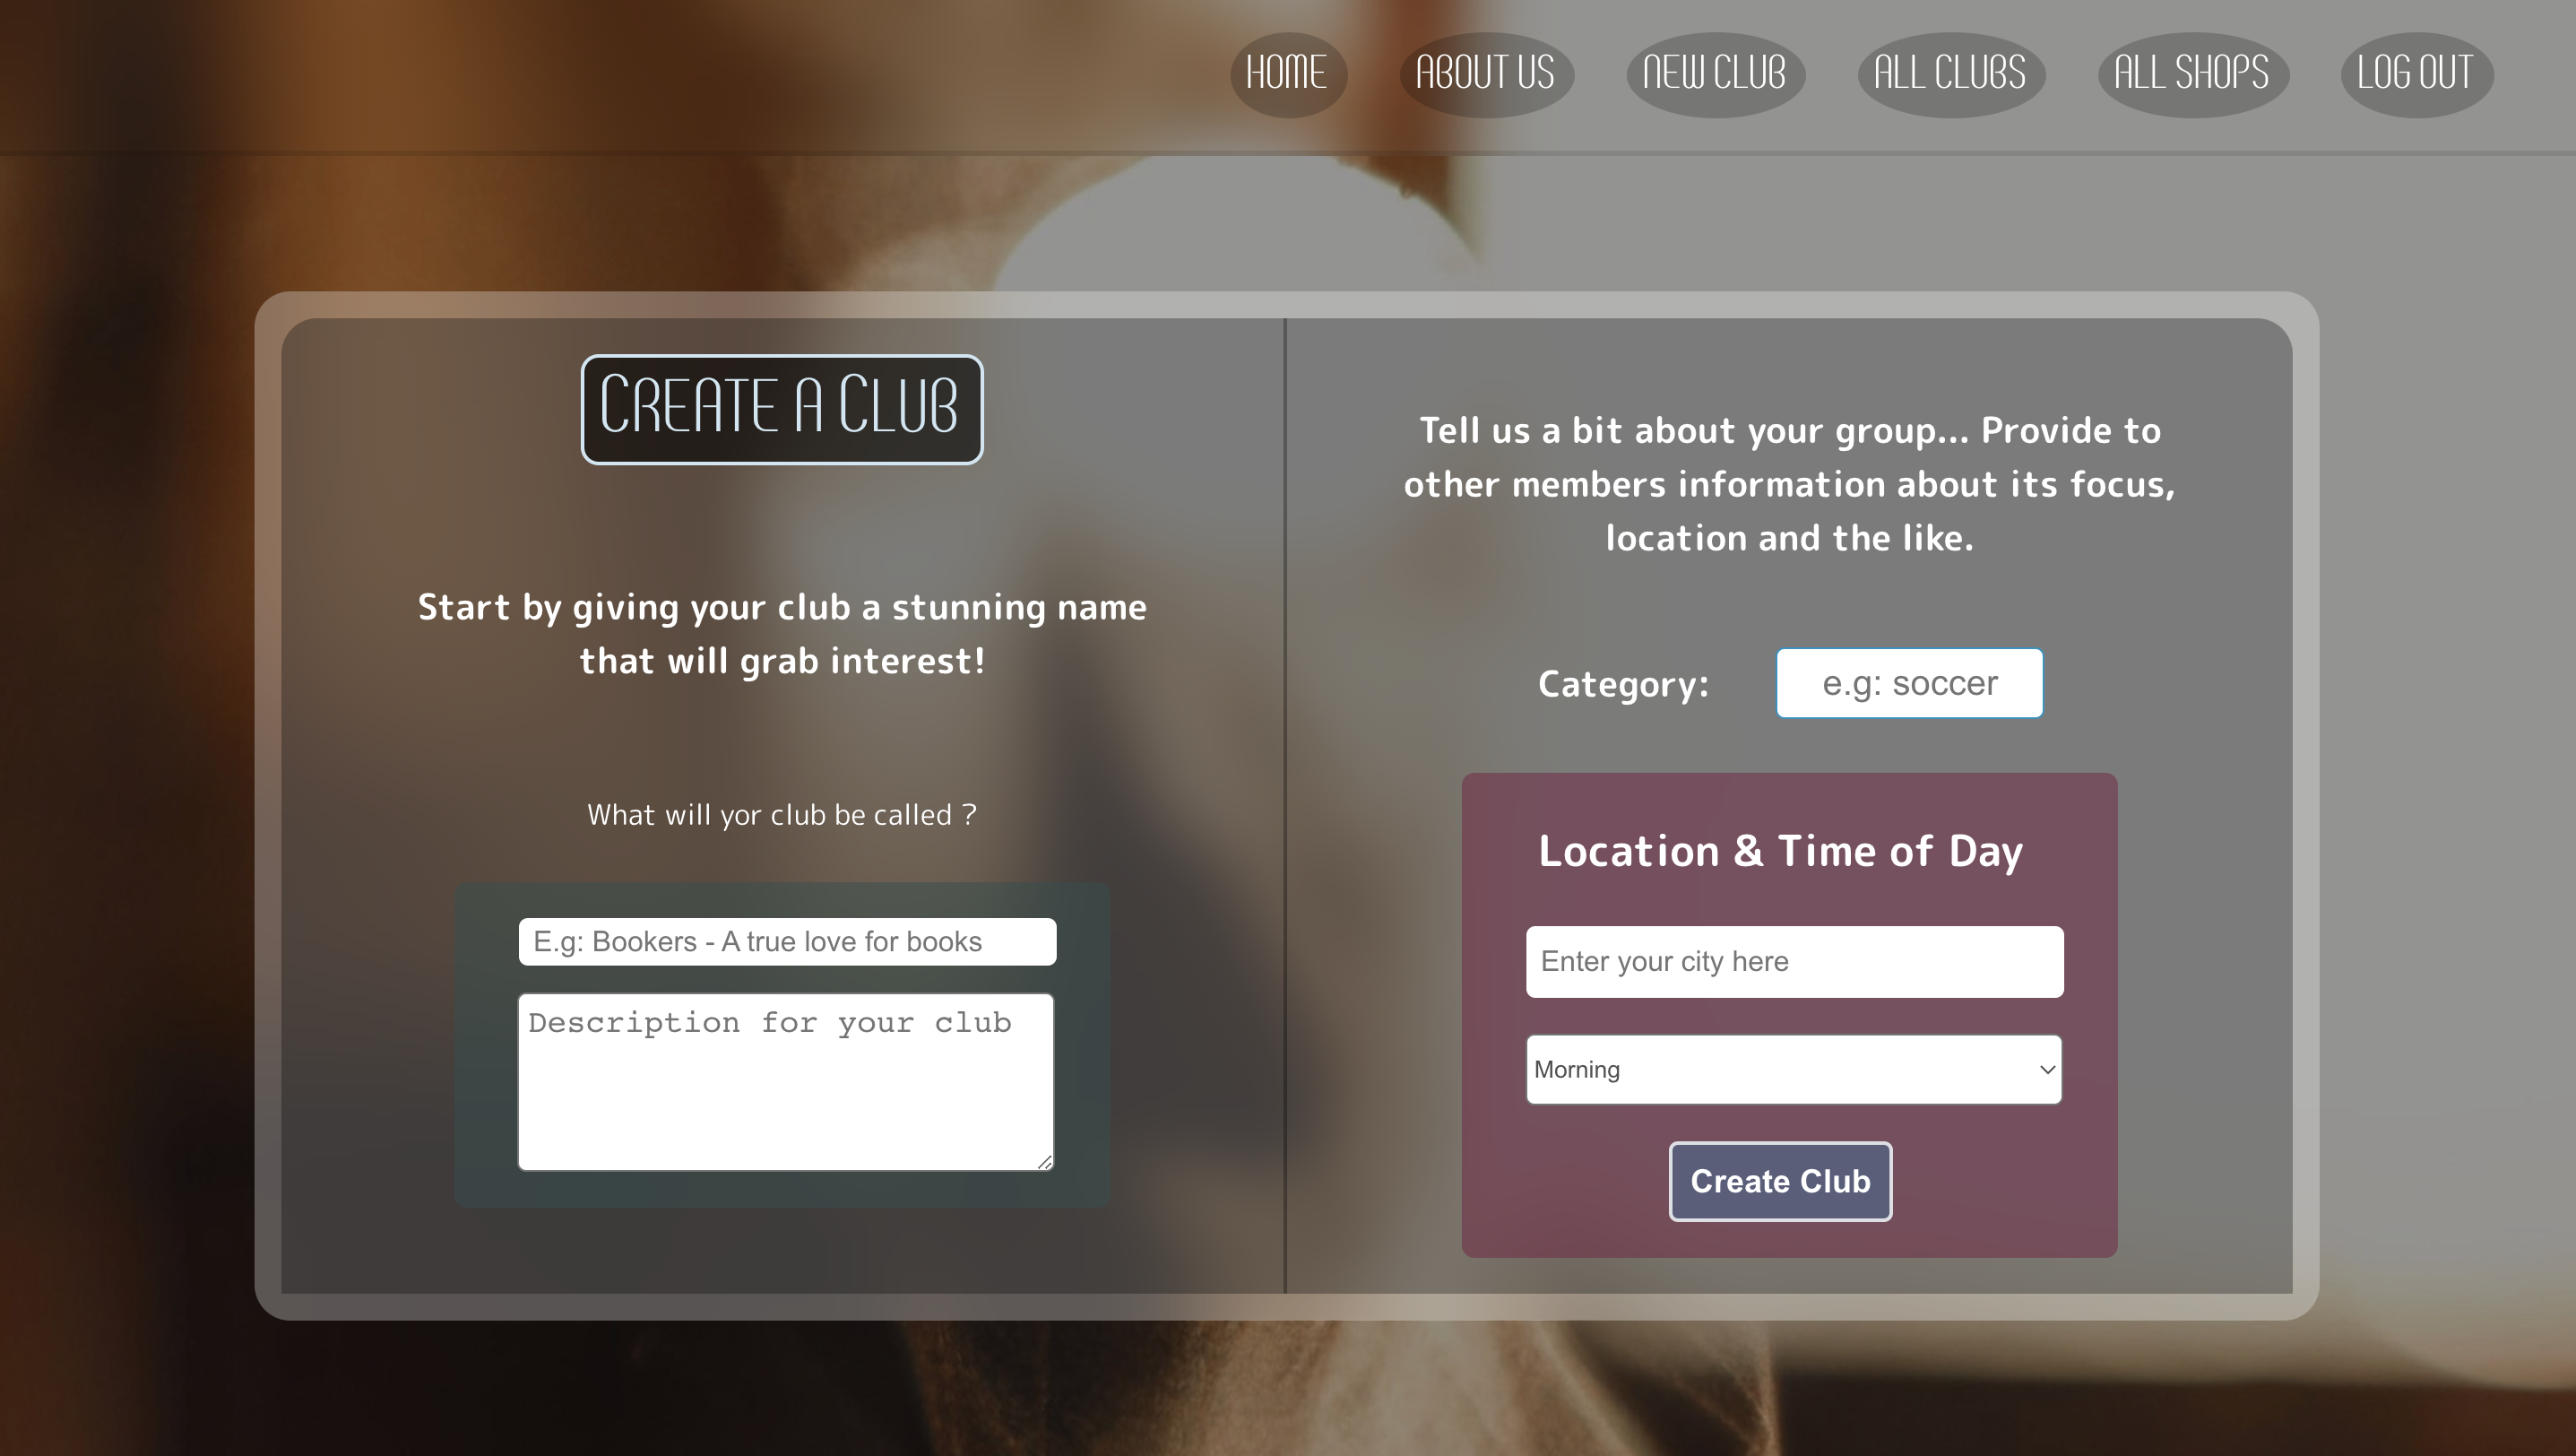 HOME ABOUT US NEW CLUB ALL CLUBS ALL SHOPS LOG OUT
Create a Club
Start by giving your club a stunning name
that will grab interest!
What will yor club be called ?
E.g: Bookers - A true love for books
Description for your club
Tell us a bit about your group... Provide to
other members information about its focus,
location and the like.
Category: e.g: soccer
Location & Time of Day
Enter your city here
Morning
Create Club